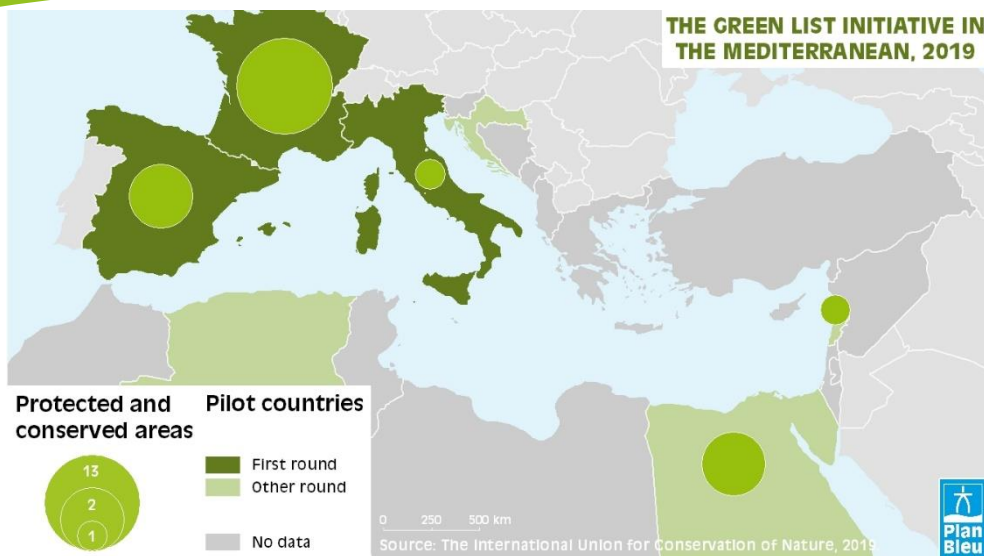 THE GREEN LIST INITIATIVE IN
THE MEDITERRANEAN, 2019
Protected and
conserved areas
13
2
1
Pilot countries
First round
Other round
No data
0 250 500 km
Source: The International Union for Conservation of Nature, 2019
Plan
Bleu